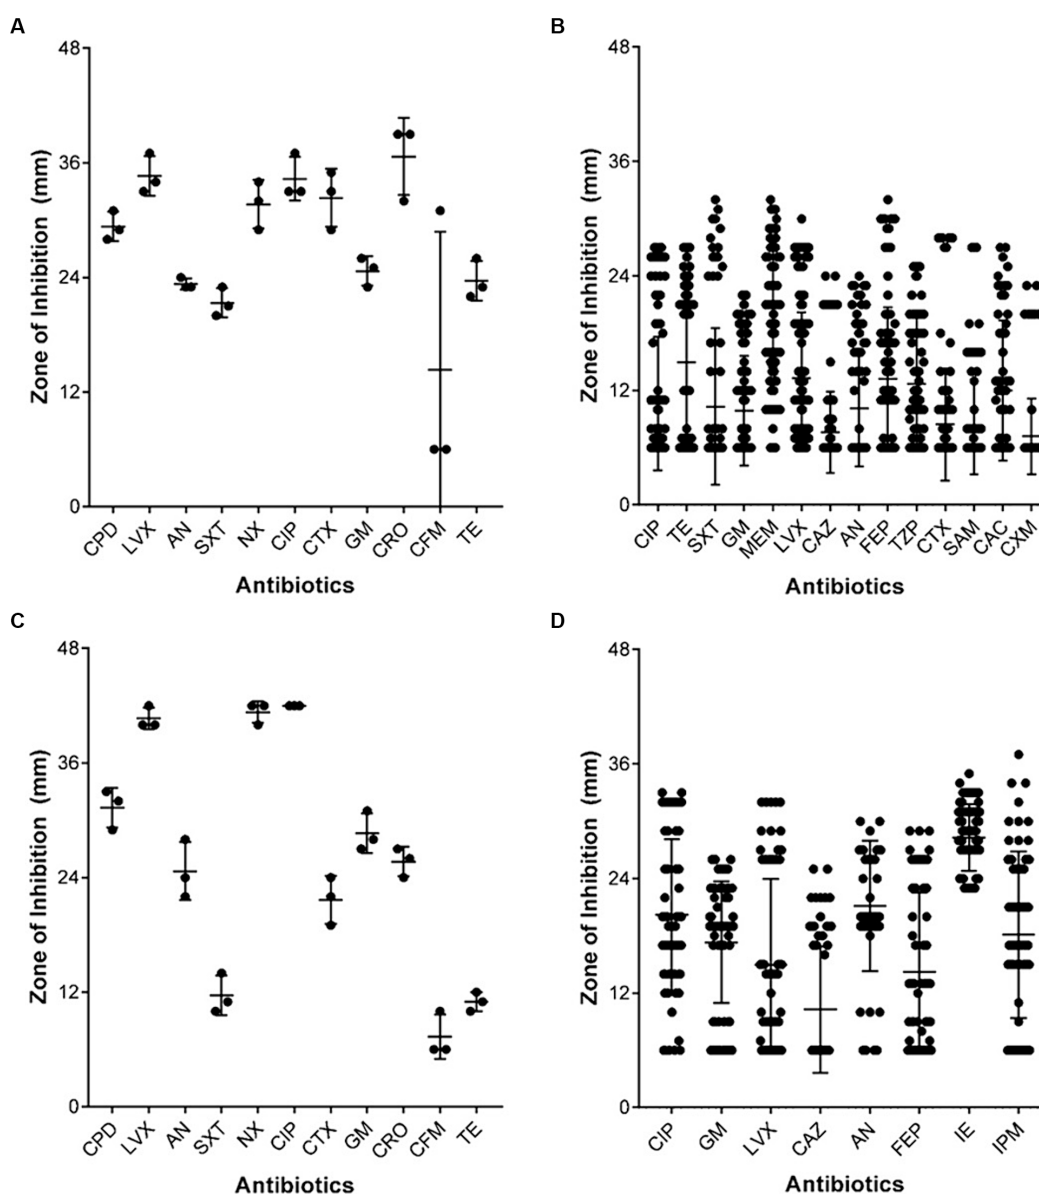 A
48
36
24
12
0
Zone of Inhibition (mm)
CPD LVX AN SXT NX CIP CTX GM CRO CFM TE
Antibiotics
B
48
36
24
12
0
Zone of Inhibition (mm)
CIP TE SXT GM MEM LVX CAZ AN FEP TZP CTX SAM CAC CXM
Antibiotics
C
48
36
24
12
0
Zone of Inhibition (mm)
CPD LVX AN SXT NX CIP CTX GM CRO CFM TE
Antibiotics
D
48
36
24
12
0
Zone of Inhibition (mm)
CIP GM LVX CAZ AN FEP IE IPM
Antibiotics